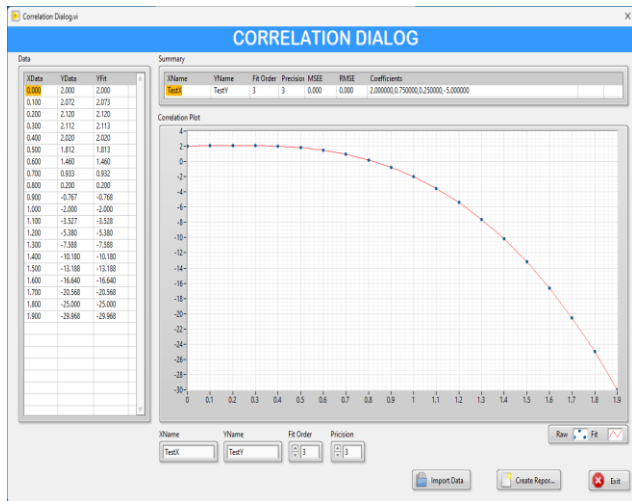 Correlation Dialog.vi
CORRELATION DIALOG
Data
XData YData YFit
0.000 2.000 2.000
0.100 2.072 2.073
0.200 2.120 2.120
0.300 2.112 2.113
0.400 2.020 2.020
0.500 1.812 1.813
0.600 1.460 1.460
0.700 0.933 0.932
0.800 0.200 0.200
0.900 -0.767 -0.768
1.000 -2.000 -2.000
1.100 -3.527 -3.528
1.200 -5.380 -5.380
1.300 -7.588 -7.588
1.400 -10.180 -10.180
1.500 -13.188 -13.188
1.600 -16.640 -16.640
1.700 -20.568 -20.568
1.800 -25.000 -25.000
1.900 -29.968 -29.968
Summary
XName YName Fit Order Precision MSEE RMSE Coefficients
TestX TestY 3 3 0.000 0.000 2.000000,0.750000,0.250000,-5.000000
Correlation Plot
4
2
0
-2
-4
-6
-8
-10
-12
-14
-16
-18
-20
-22
-24
-26
-28
-30
0 0.1 0.2 0.3 0.4 0.5 0.6 0.7 0.8 0.9 1 1.1 1.2 1.3 1.4 1.5 1.6 1.7 1.8 1.9
Raw Fit
XName YName Fit Order Pricision
TestX TestY 3 3
Import Data Create Repor... Exit